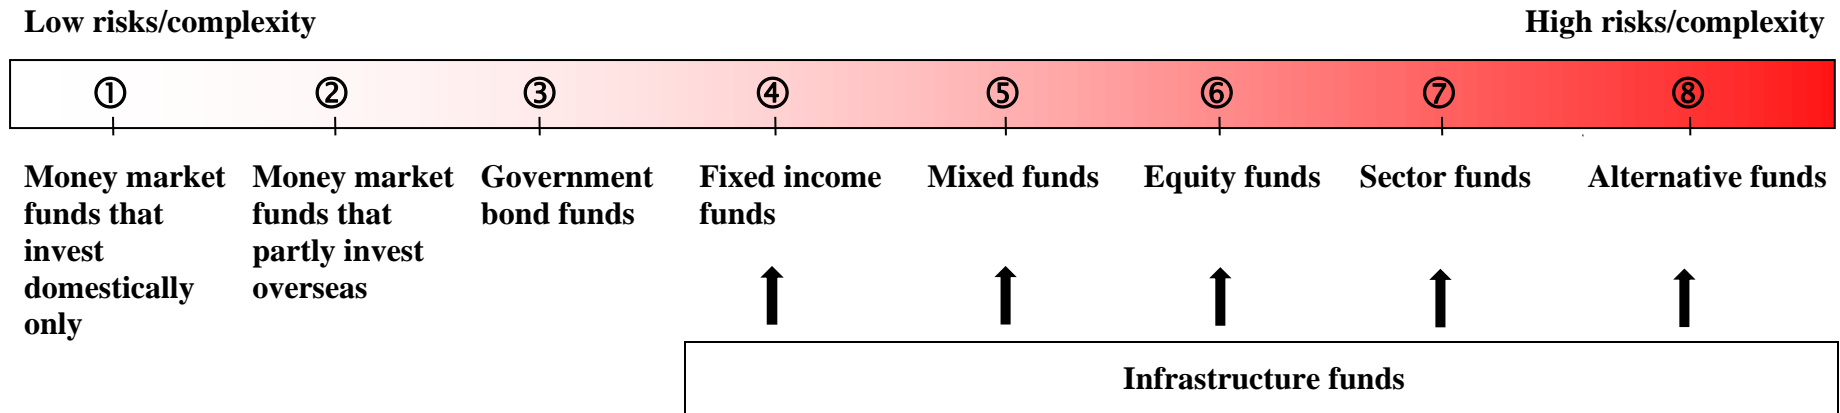 Low risks/complexity
High risks/complexity
① ② ③ ④ ⑤ ⑥ ⑦ ⑧
Money market
funds that
invest
domestically
only
Money market
funds that
partly invest
overseas
Government
bond funds
Fixed income
funds
Mixed funds
Equity funds
Sector funds
Alternative funds
Infrastructure funds